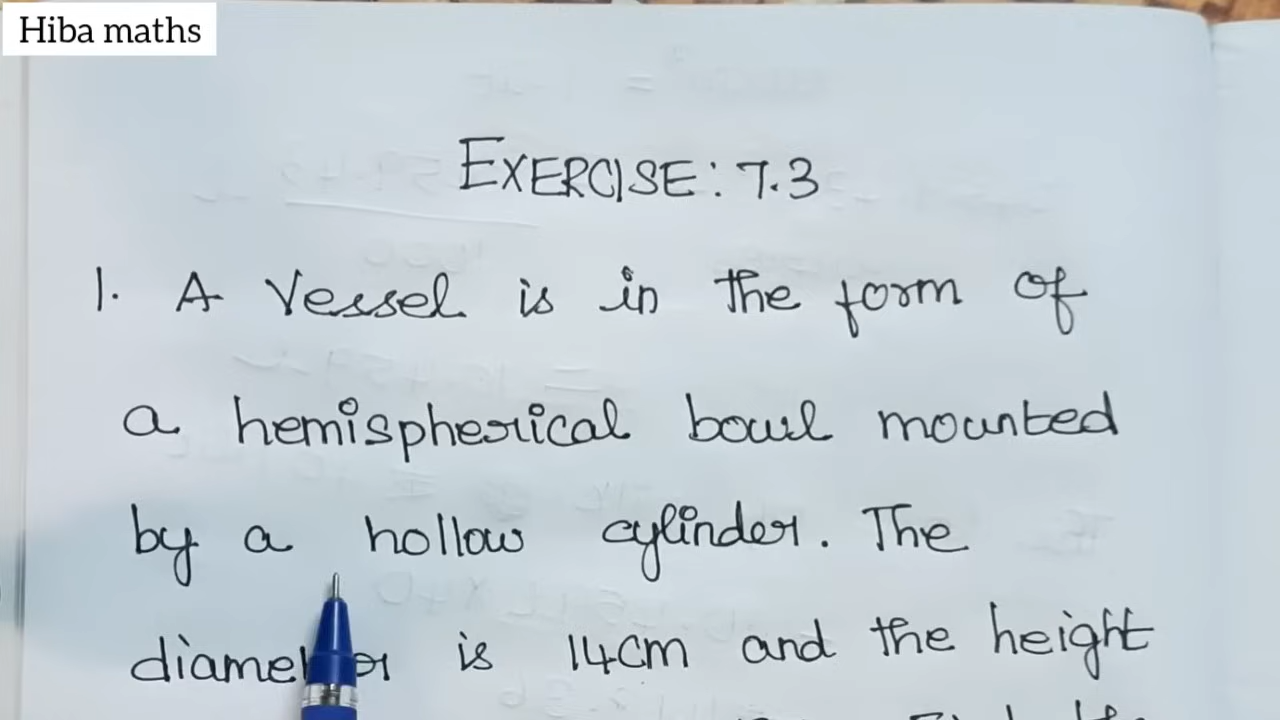 Hiba maths
EXERCISE: 7.3
1. A Vessel is in the form of
a hemispherical bowl mounted
by a hollow cylinder. The
is 14cm and the height